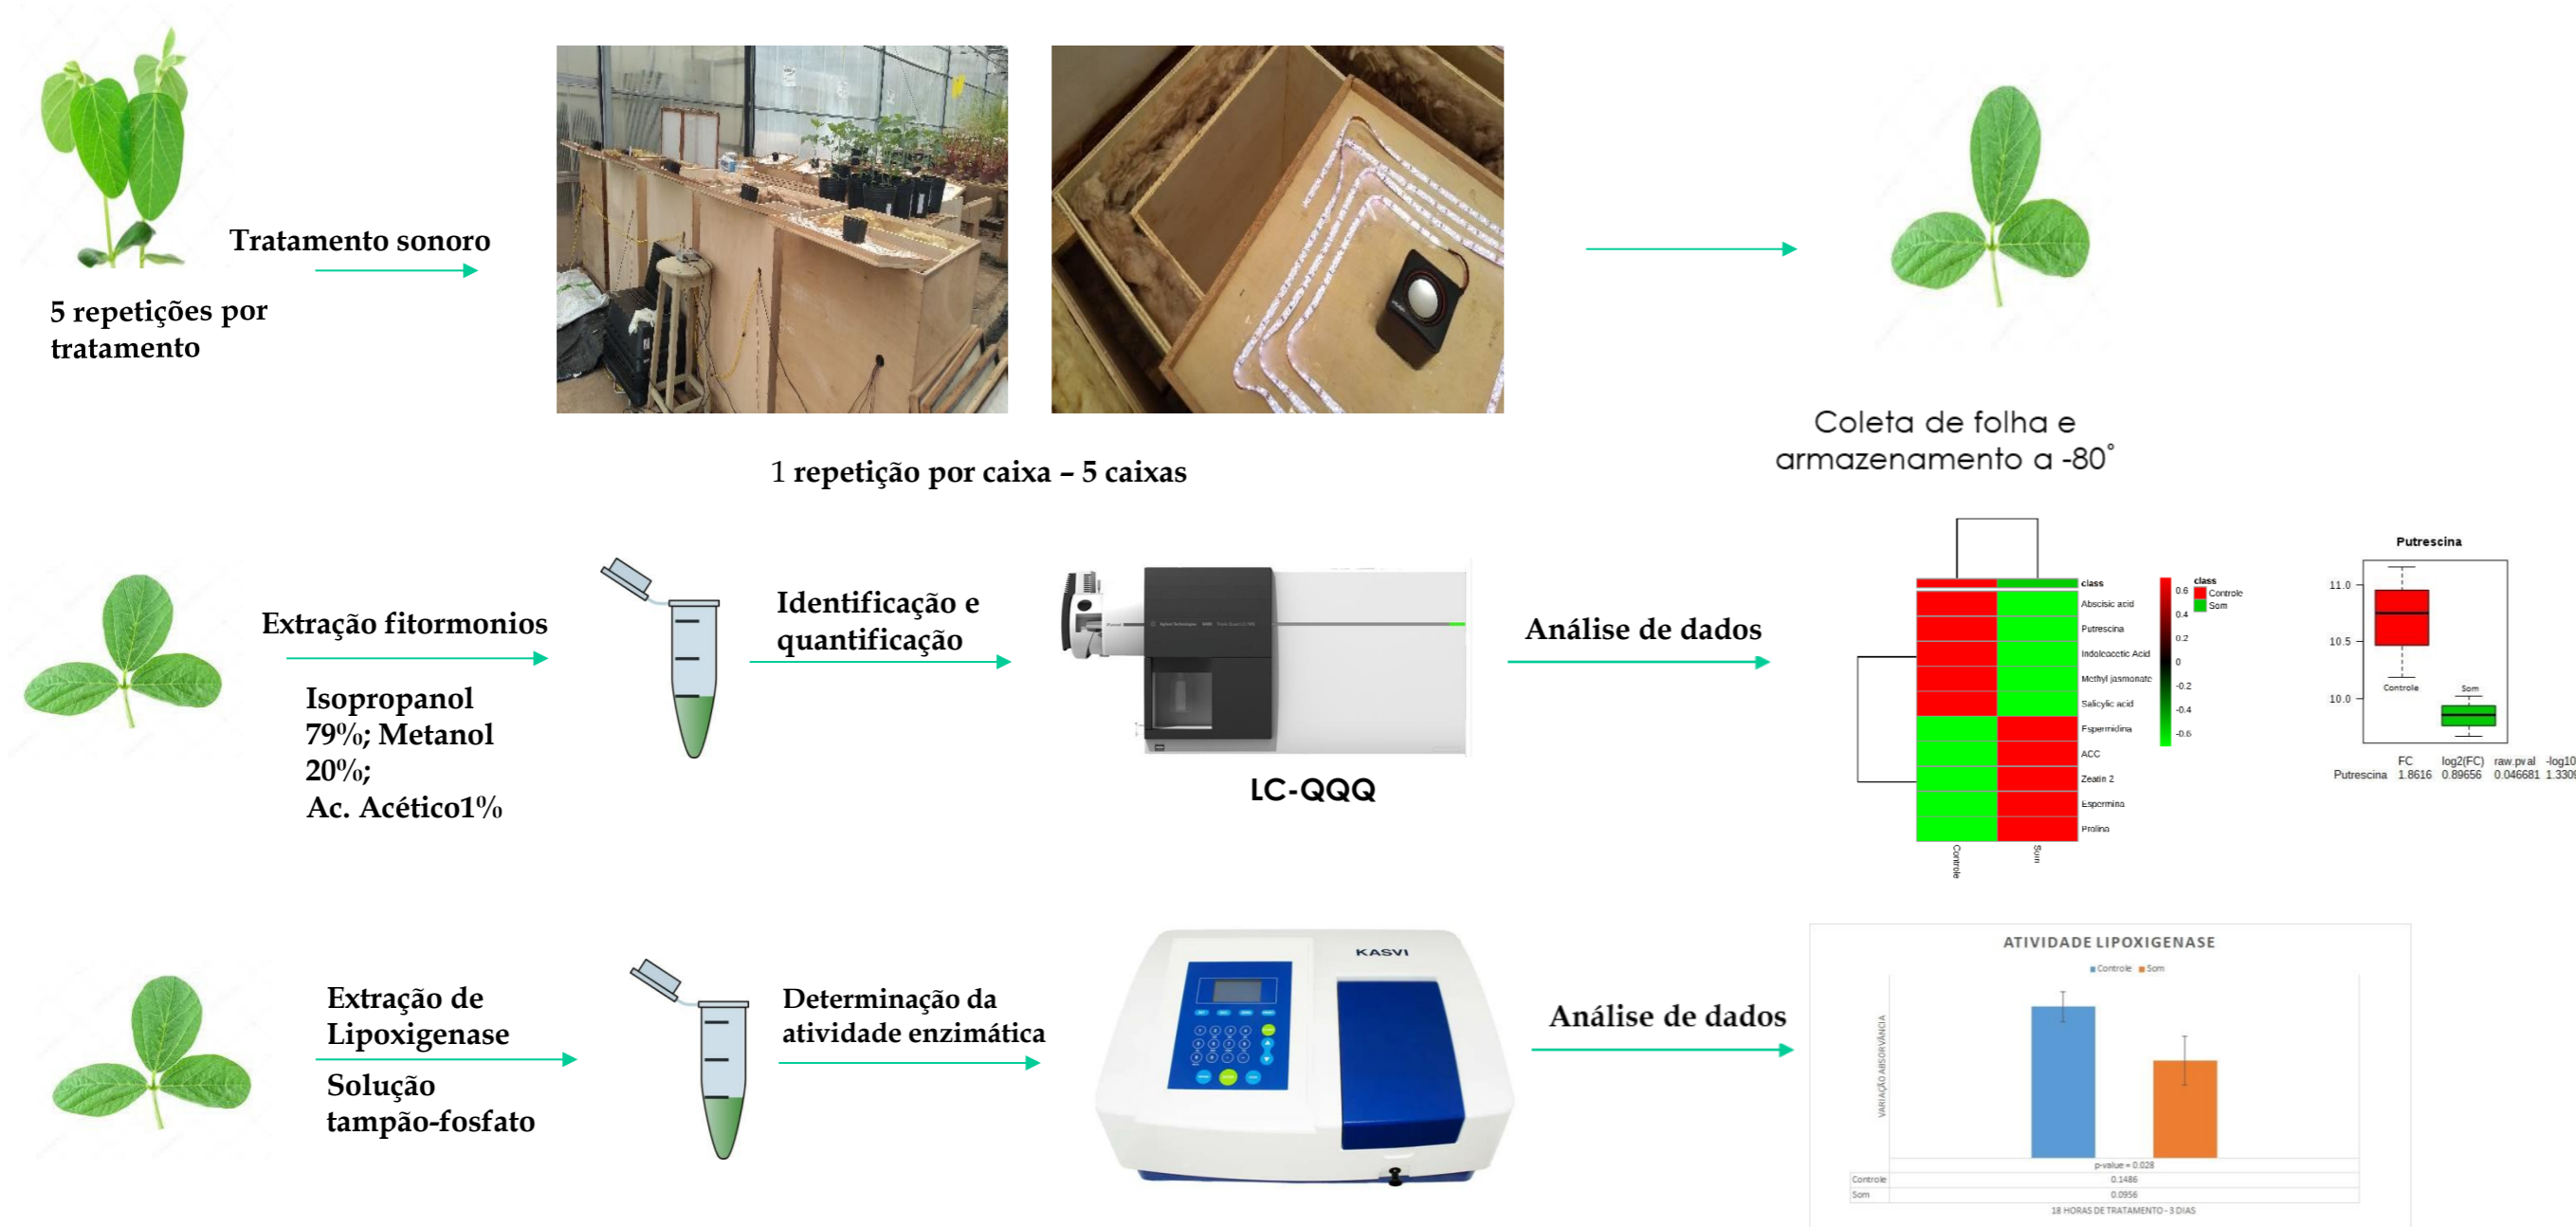 Tratamento sonoro
5 repetições por
tratamento
1 repetição por caixa – 5 caixas
Coleta de folha e
armazenamento a -80°
Extração fitormonios
Isopropanol
79%; Metanol
20%;
Ac. Acético1%
Identificação e
quantificação
LC-QQQ
Análise de dados
class
Abscisic acid
Putrescina
Indoleacetic Acid
Methyl jasmonate
Salicylic acid
Espermidina
ACC
Zeatin 2
Espermina
Prolina
Controle
Som
0.6
0.4
0.2
0
-0.2
-0.4
-0.6
class
Controle
Som
Putrescina
11.0
10.5
10.0
Controle
Som
FC log2(FC) raw.pval -log10
Putrescina 1.8616 0.89656 0.046681 1.3309
Extração de
Lipoxigenase
Solução
tampão-fosfato
Determinação da
atividade enzimática
KASVI
Análise de dados
ATIVIDADE LIPOXIGENASE
Controle Som
VARIAÇÃO ABSORVÂNCIA
p-value = 0.028
Controle 0.1486
Som 0.0956
18 HORAS DE TRATAMENTO - 3 DIAS